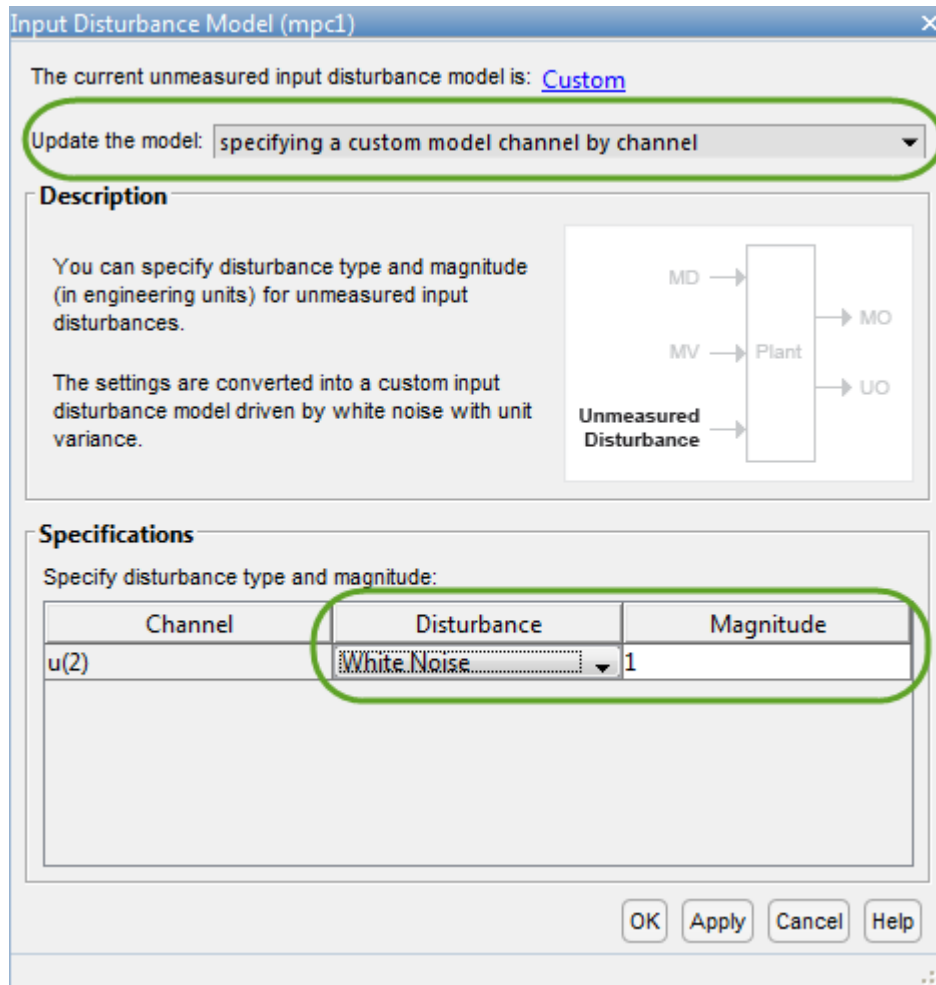 Input Disturbance Model (mpc1)
The current unmeasured input disturbance model is: Custom
Update the model: specifying a custom model channel by channel
Description
You can specify disturbance type and magnitude
(in engineering units) for unmeasured input
disturbances.
The settings are converted into a custom input
disturbance model driven by white noise with unit
variance.
MD
MV
Unmeasured
Disturbance
Plant
MO
UO
Specifications
Specify disturbance type and magnitude:
Channel Disturbance Magnitude
u(2) White Noise 1
OK Apply Cancel Help